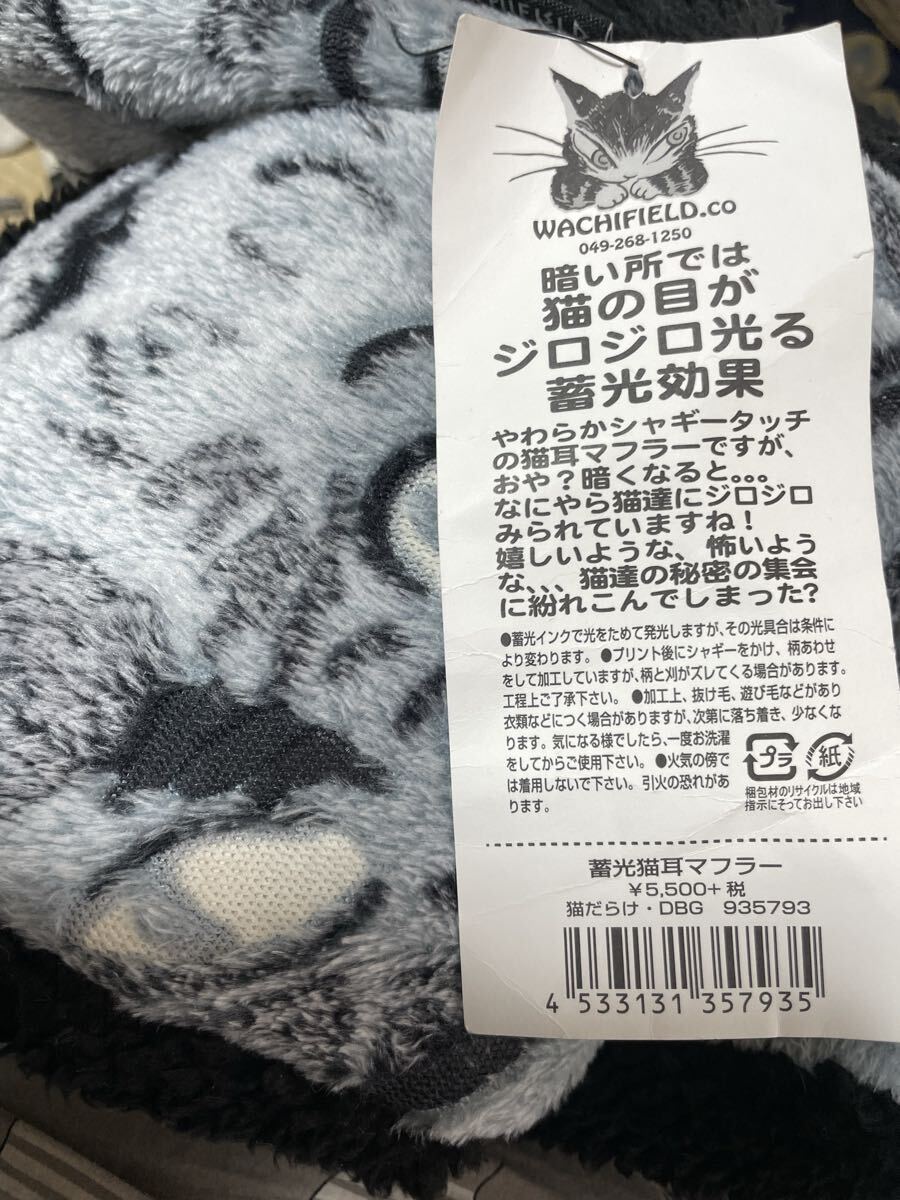 WACHIFIELD.co
049-268-1250
暗い所では
猫の目が
ジロジロ光る
蓄光効果
やわらかシャギータッチ
の猫耳マフラーですが、
おや？暗くなると。。。
なにやら猫達にジロジロ
みられていますね！
嬉しいような、怖いよう
な、、、猫達の秘密の集会
に紛れこんでしまった？
●蓄光インクで光をためて発光しますが、その光具合は条件に
より変わります。●プリント後にシャギーをかけ、柄あわせ
をして加工していますが、柄と刈がズレてくる場合があります。
工程上ご了承下さい。●加工上、抜け毛、遊び毛などがあり
衣類などにつく場合がありますが、次第に落ち着き、少なくな
ります。気になる様でしたら、一度お洗濯
をしてからご使用下さい。●火気の傍で
は着用しないで下さい。引火の恐れがあ
ります。
プラ 紙
梱包材のリサイクルは地域
指示にそってお出し下さい
蓄光猫耳マフラー
￥5,500+税
猫だらけ・DBG 935793
4 533131 357935